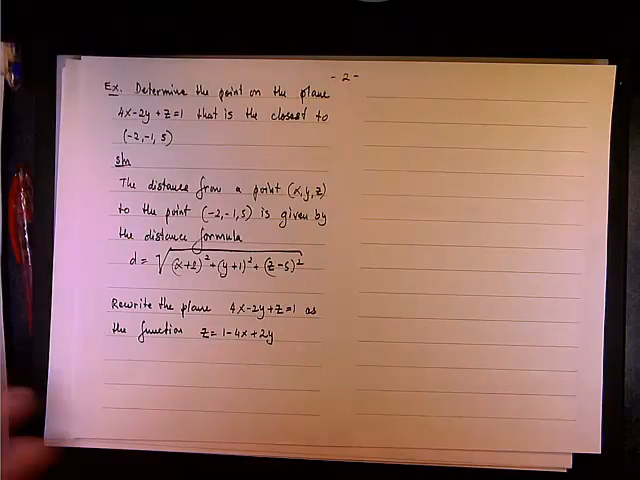 - 2 -
Ex. Determine the point on the plane
4x-2y+z=1 that is the closest to
(-2,-1,5)
Sln
The distance from a point (x,y,z)
to the point (-2,-1,5) is given by
the distance formula
d = √((x+2)²+(y+1)²+(z-5)²)
Rewrite the plane 4x-2y+z=1 as
the function z=1-4x+2y